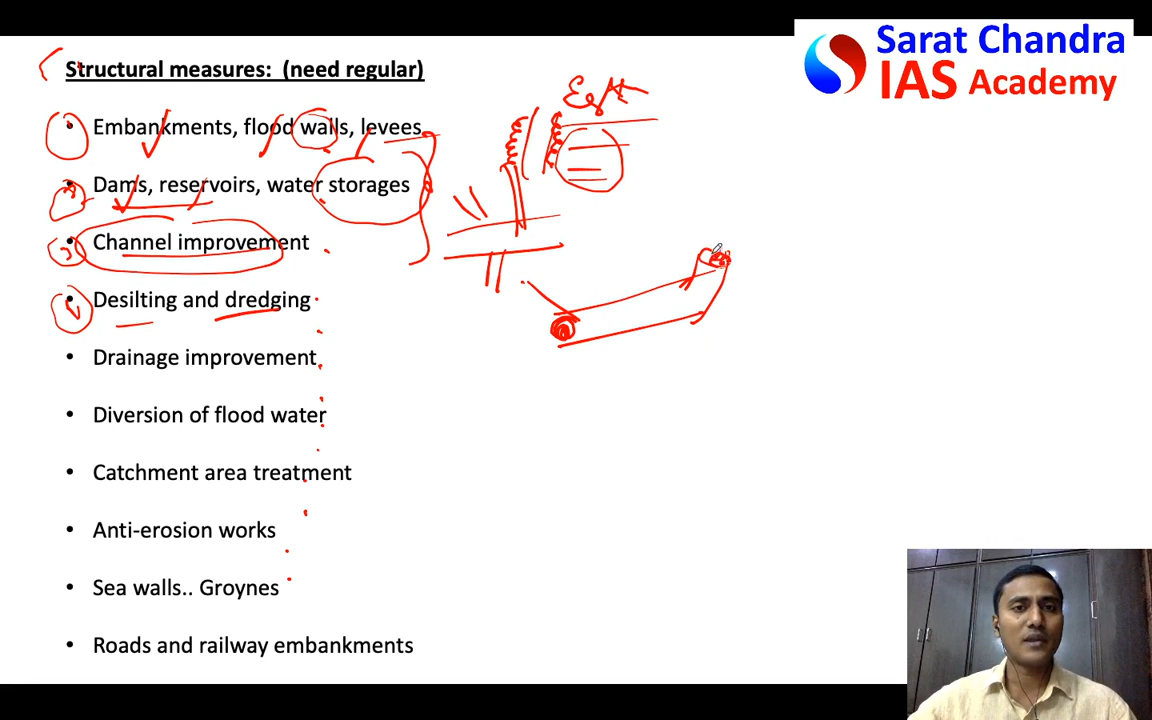 Sarat Chandra
IAS Academy
Structural measures: (need regular)
• Embankments, flood walls, levees
• Dams, reservoirs, water storages
• Channel improvement
• Desilting and dredging
• Drainage improvement
• Diversion of flood water
• Catchment area treatment
• Anti-erosion works
• Sea walls.. Groynes
• Roads and railway embankments